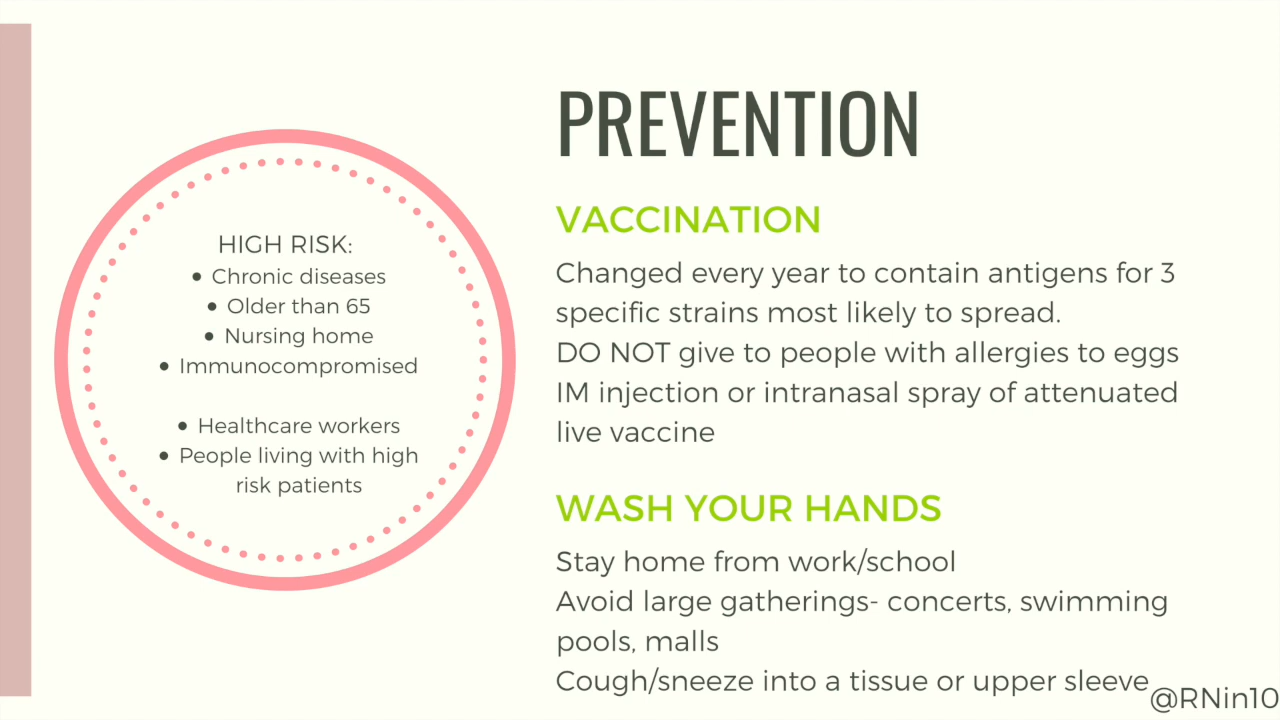 HIGH RISK:
• Chronic diseases
• Older than 65
• Nursing home
• Immunocompromised
• Healthcare workers
• People living with high
risk patients
PREVENTION
VACCINATION
Changed every year to contain antigens for 3
specific strains most likely to spread.
DO NOT give to people with allergies to eggs
IM injection or intranasal spray of attenuated
live vaccine
WASH YOUR HANDS
Stay home from work/school
Avoid large gatherings- concerts, swimming
pools, malls
Cough/sneeze into a tissue or upper sleeve
@RNin10